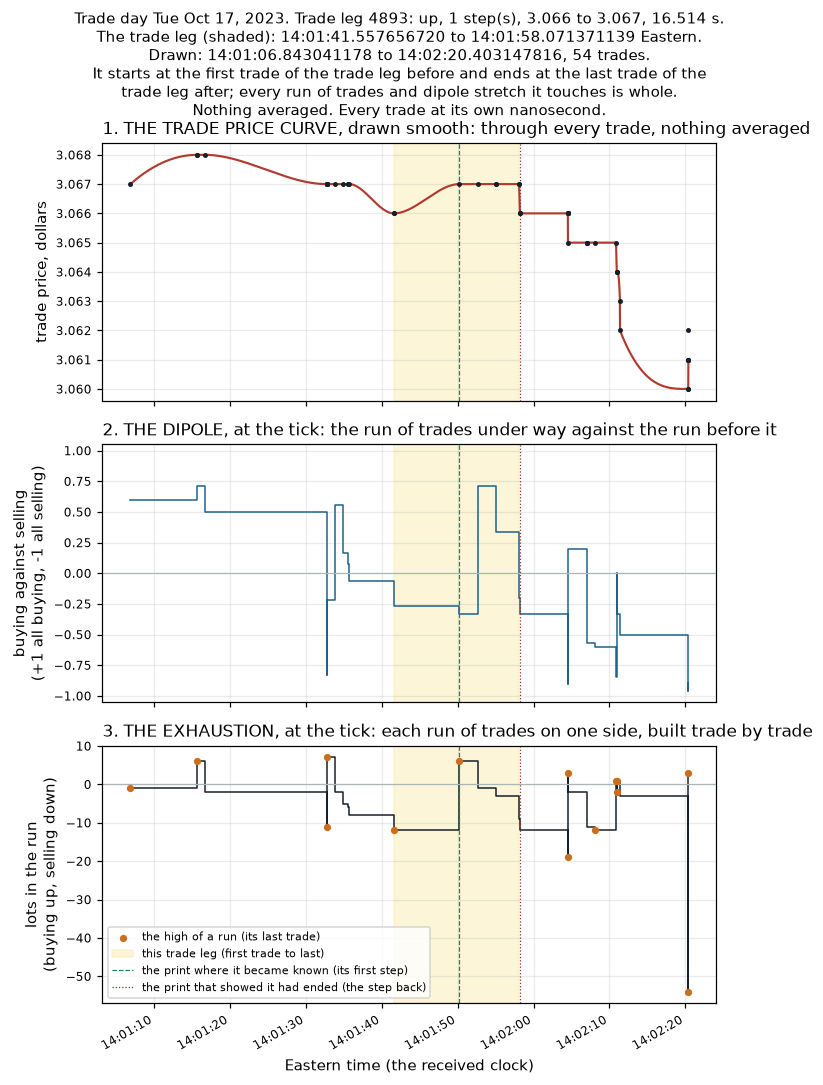 Trade day Tue Oct 17, 2023. Trade leg 4893: up, 1 step(s), 3.066 to 3.067, 16.514 s.
The trade leg (shaded): 14:01:41.557656720 to 14:01:58.071371139 Eastern.
Drawn: 14:01:06.843041178 to 14:02:20.403147816, 54 trades.
It starts at the first trade of the trade leg before and ends at the last trade of the
trade leg after; every run of trades and dipole stretch it touches is whole.
Nothing averaged. Every trade at its own nanosecond.
1. THE TRADE PRICE CURVE, drawn smooth: through every trade, nothing averaged
3.068
3.067
3.066
3.065
3.064
3.063
3.062
3.061
3.060
trade price, dollars
2. THE DIPOLE, at the tick: the run of trades under way against the run before it
1.00
0.75
0.50
0.25
0.00
−0.25
−0.50
−0.75
−1.00
buying against selling
(+1 all buying, -1 all selling)
3. THE EXHAUSTION, at the tick: each run of trades on one side, built trade by trade
10
0
−10
−20
−30
−40
−50
lots in the run
(buying up, selling down)
the high of a run (its last trade)
this trade leg (first trade to last)
the print where it became known (its first step)
the print that showed it had ended (the step back)
14:01:10
14:01:20
14:01:30
14:01:40
14:01:50
14:02:00
14:02:10
14:02:20
Eastern time (the received clock)